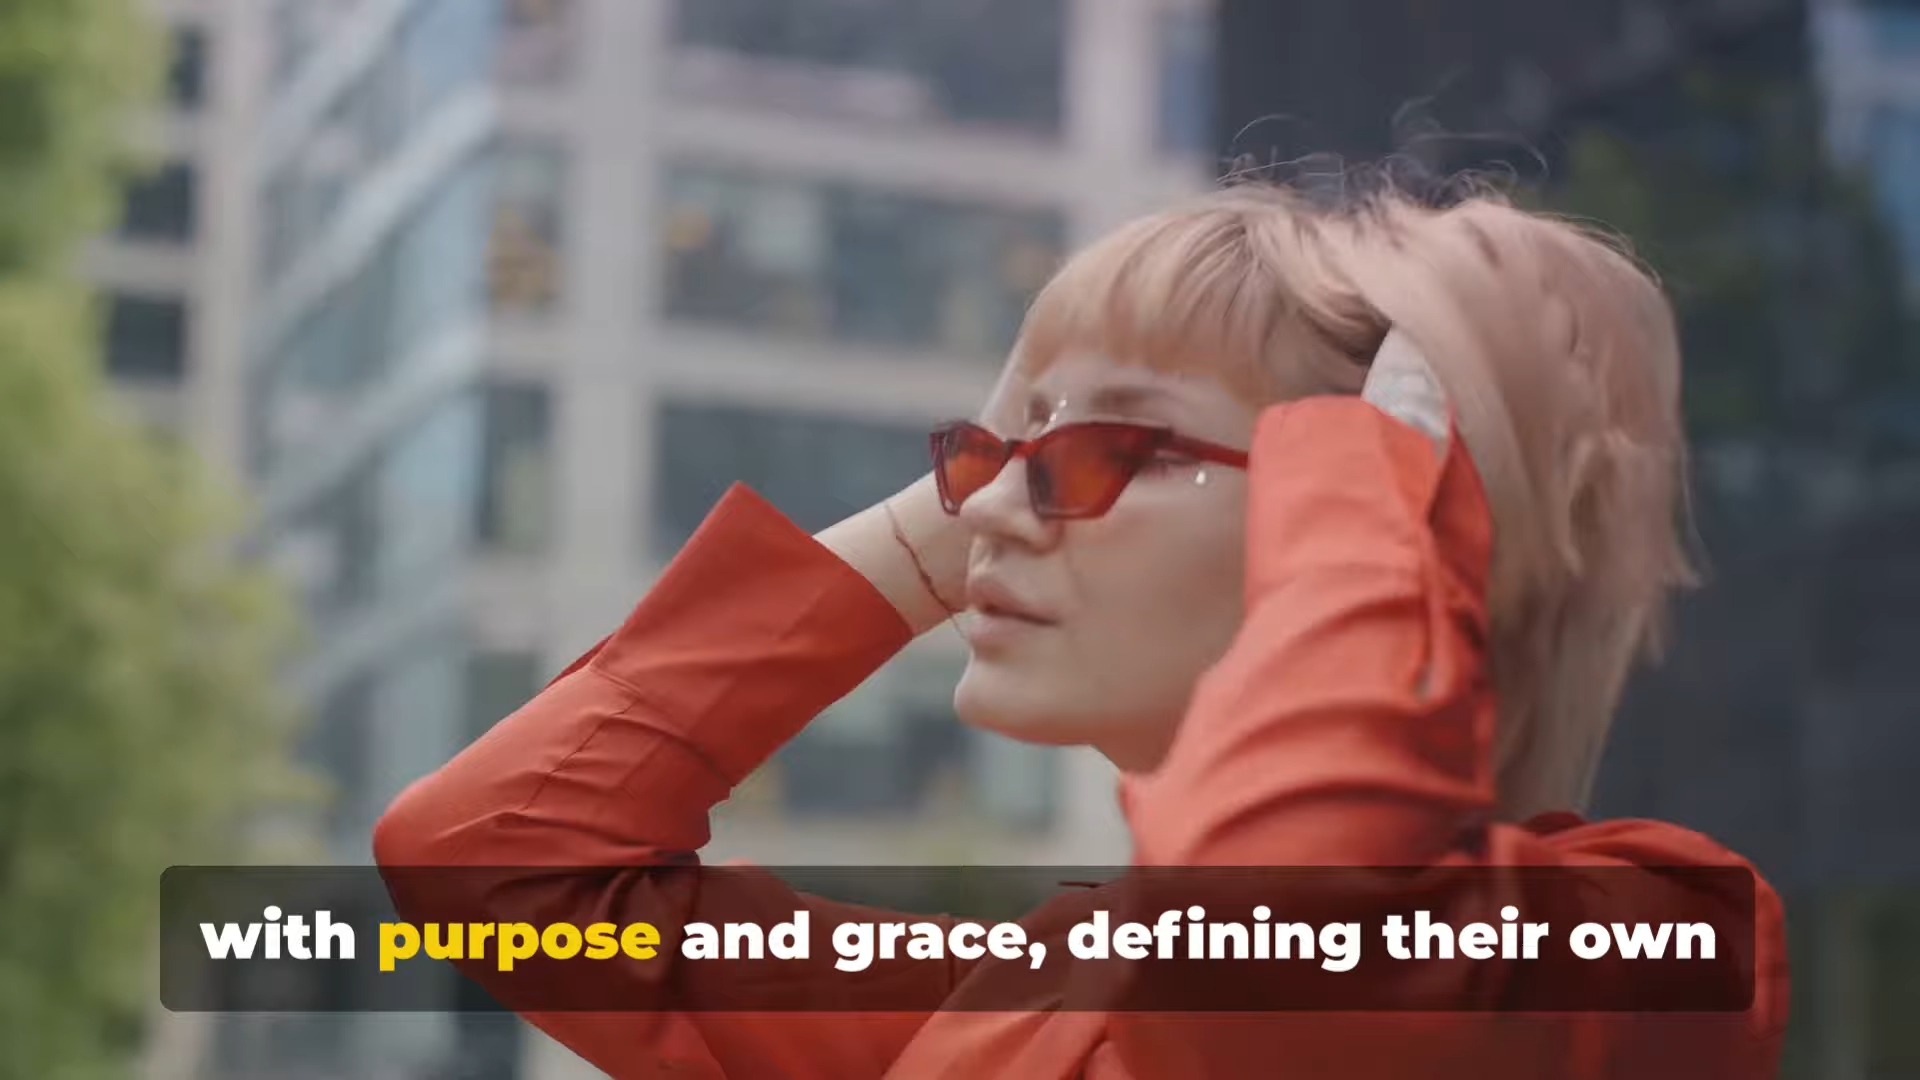 with purpose and grace, defining their own